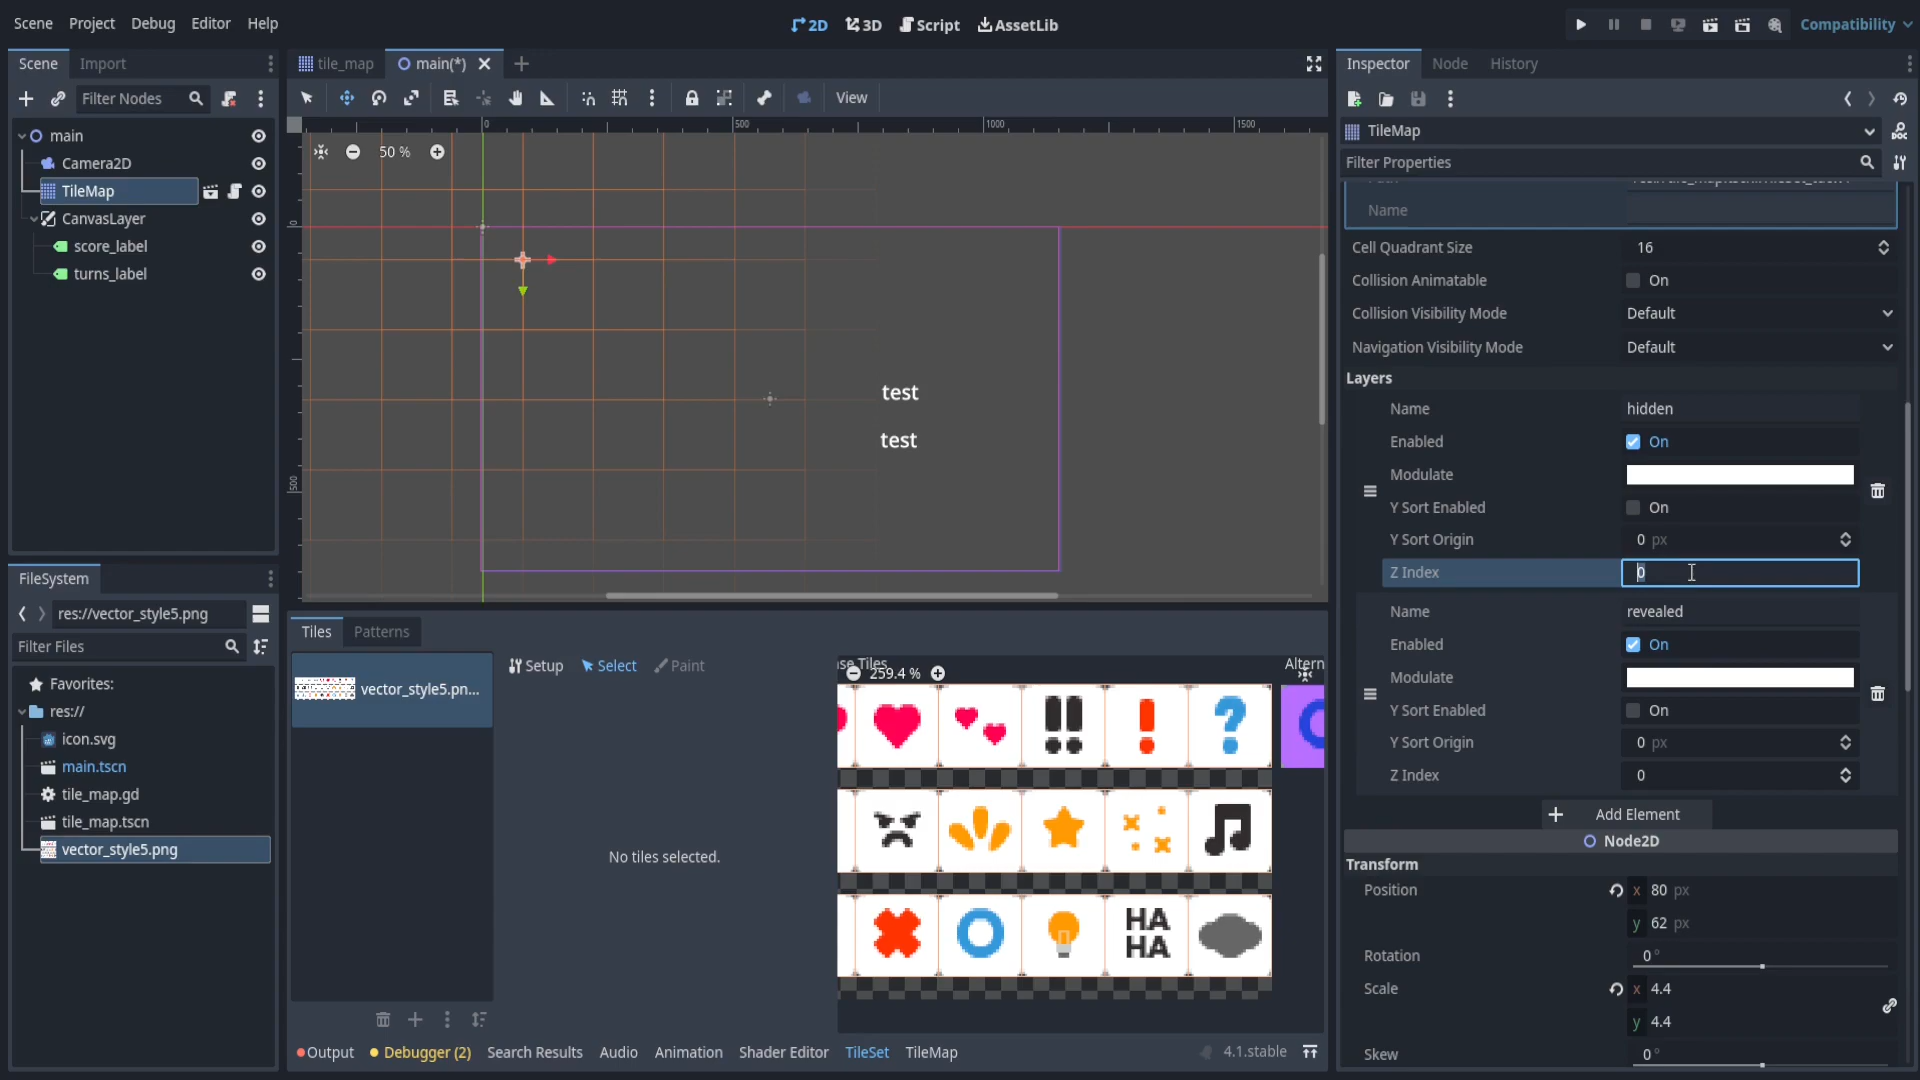 Scene Project Debug Editor Help
2D 3D Script AssetLib
Compatibility
Scene Import
Filter Nodes
main
Camera2D
TileMap
CanvasLayer
score_label
turns_label
FileSystem
res://vector_style5.png
Filter Files
Favorites:
res://
icon.svg
main.tscn
tile_map.gd
tile_map.tscn
vector_style5.png
tile_map main(*)
View
0 500 1000 1500
50 %
0
500
test
test
Tiles Patterns
vector_style5.pn...
Setup Select Paint
No tiles selected.
se Tiles
259.4 %
Altern
HA
HA
Output Debugger (2) Search Results Audio Animation Shader Editor TileSet TileMap 4.1.stable
Inspector Node History
TileMap
Filter Properties
Name
Cell Quadrant Size 16
Collision Animatable On
Collision Visibility Mode Default
Navigation Visibility Mode Default
Layers
Name hidden
Enabled On
Modulate
Y Sort Enabled On
Y Sort Origin 0 px
Z Index 0
Name revealed
Enabled On
Modulate
Y Sort Enabled On
Y Sort Origin 0 px
Z Index 0
Add Element
Node2D
Transform
Position x 80 px
y 62 px
Rotation 0 °
Scale x 4.4
y 4.4
Skew 0 °